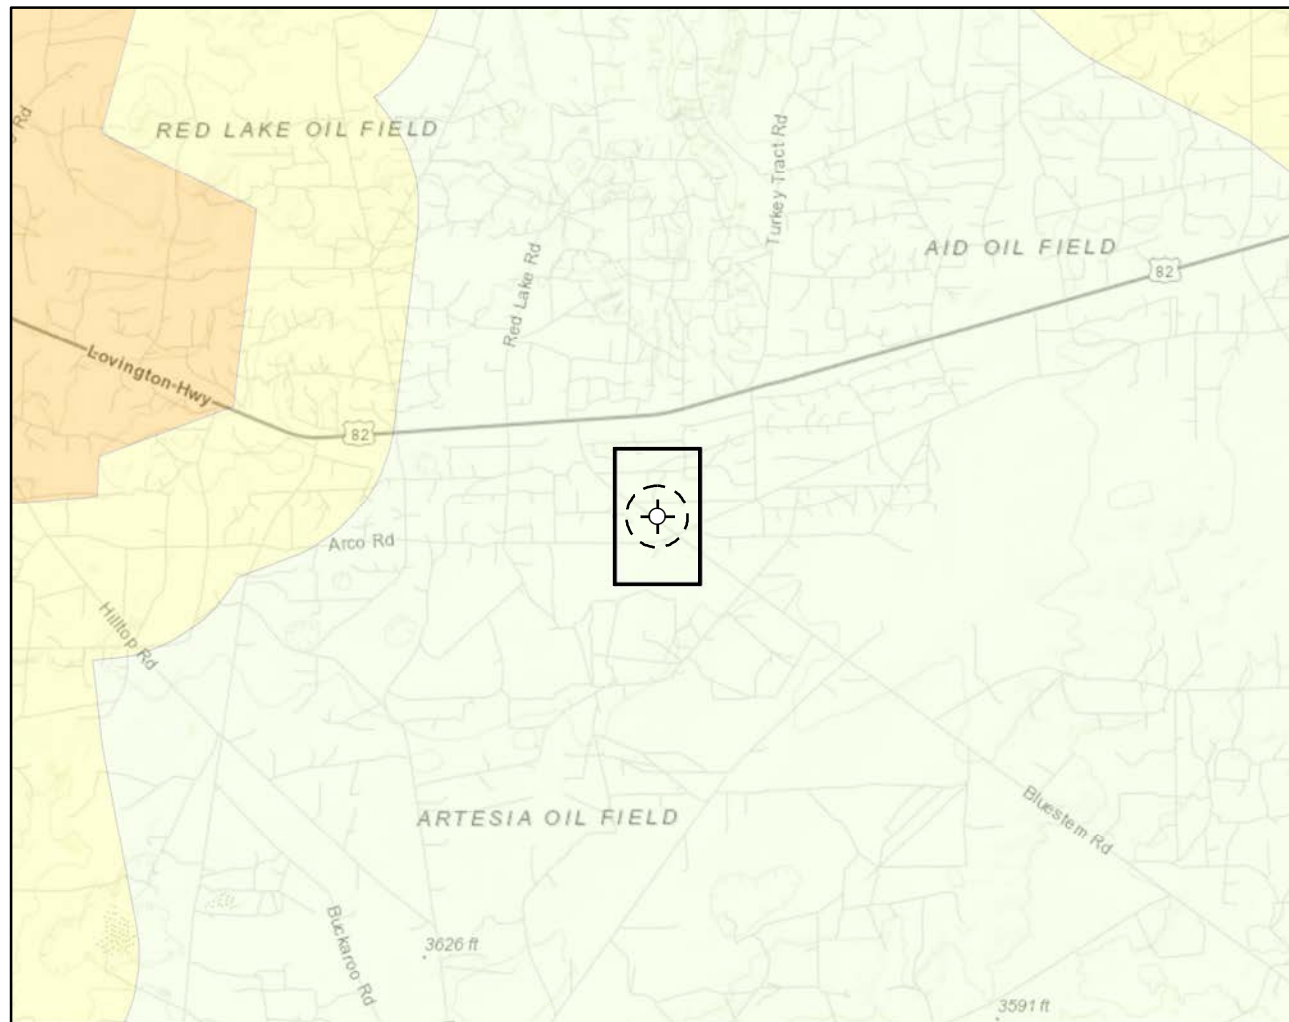 RED LAKE OIL FIELD
Turkey Tract Rd
AID OIL FIELD
82
Red Lake Rd
Lovington Hwy
82
Arco Rd
Hilltop Rd
ARTESIA OIL FIELD
Bluestem Rd
Buckaroo Rd
3626 ft
3591 ft